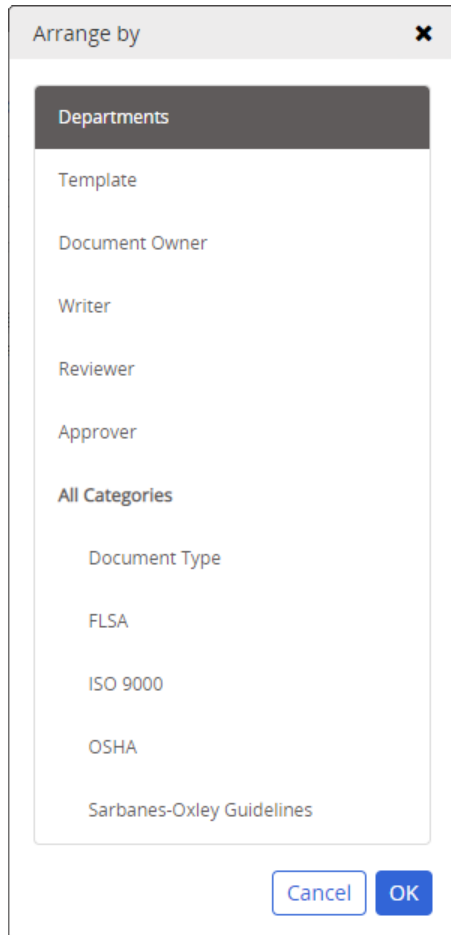 Arrange by
Departments
Template
Document Owner
Writer
Reviewer
Approver
All Categories
Document Type
FLSA
ISO 9000
OSHA
Sarbanes-Oxley Guidelines
Cancel OK